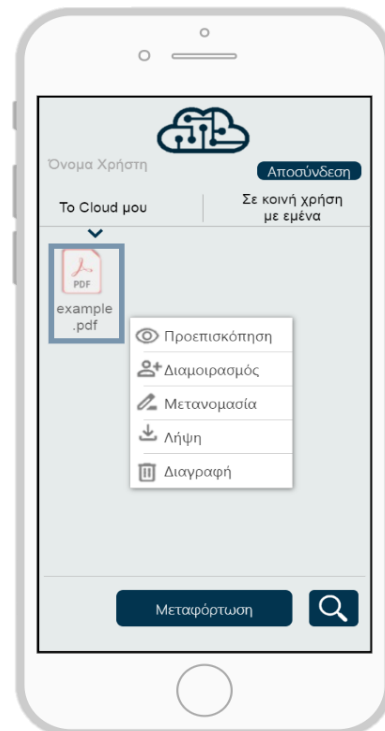 Όνομα Χρήστη
Αποσύνδεση
Το Cloud μου
Σε κοινή χρήση
με εμένα
PDF
example
.pdf
Προεπισκόπηση
Διαμοιρασμός
Μετανομασία
Λήψη
Διαγραφή
Μεταφόρτωση